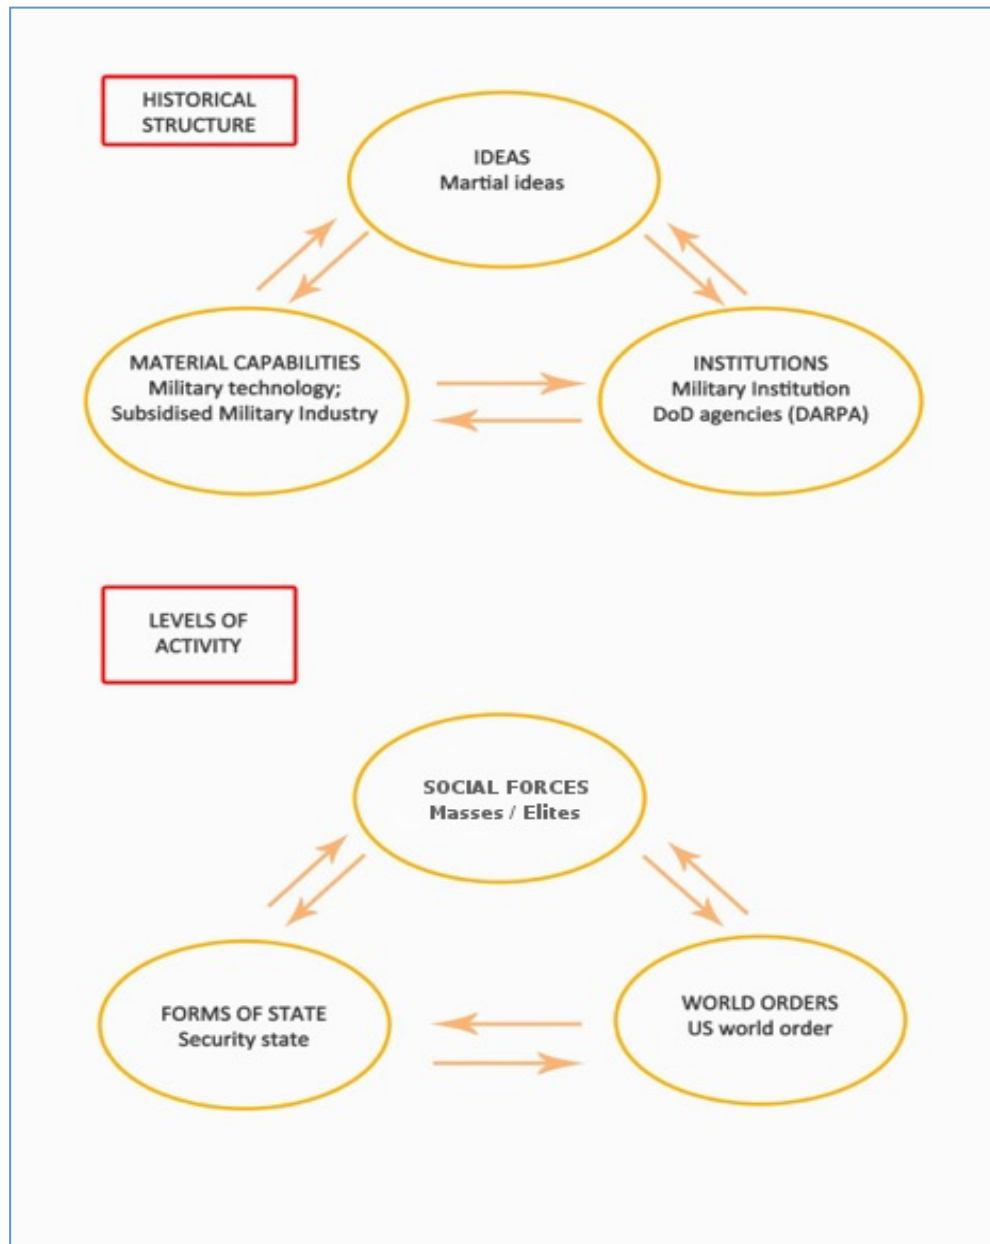 HISTORICAL
STRUCTURE
IDEAS
Martial ideas
MATERIAL CAPABILITIES
Military technology;
Subsidised Military Industry
INSTITUTIONS
Military Institution
DoD agencies (DARPA)
LEVELS OF
ACTIVITY
SOCIAL FORCES
Masses / Elites
FORMS OF STATE
Security state
WORLD ORDERS
US world order